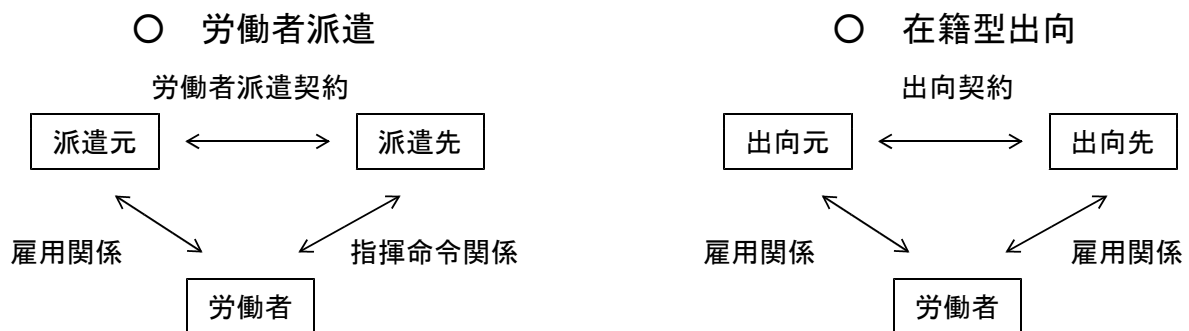 ○ 労働者派遣
労働者派遣契約
派遣元
派遣先
雇用関係
指揮命令関係
労働者
○ 在籍型出向
出向契約
出向元
出向先
雇用関係
雇用関係
労働者